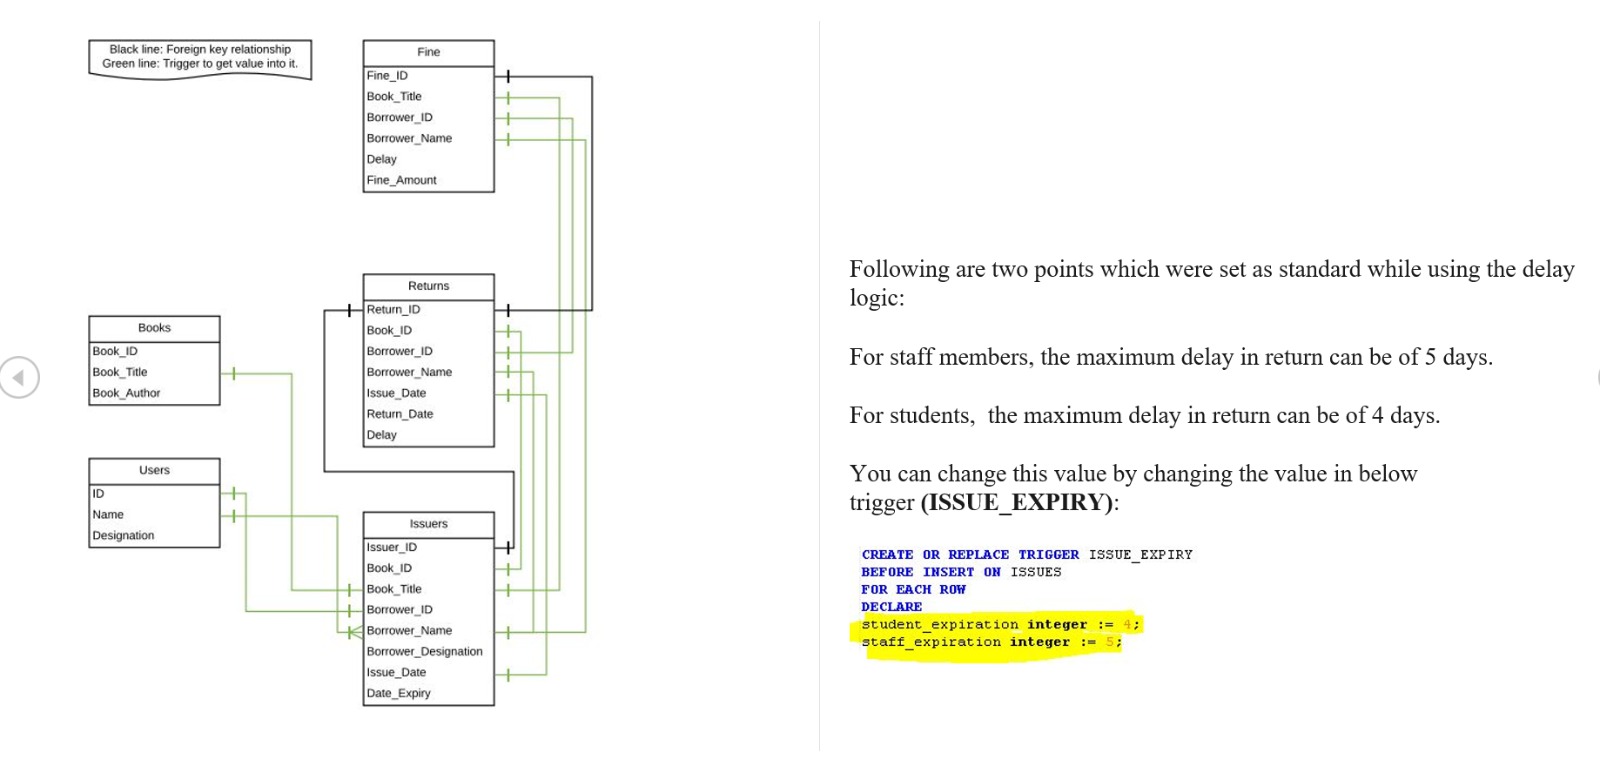 Black line: Foreign key relationship
Green line: Trigger to get value into it.
Fine
Fine_ID
Book_Title
Borrower_ID
Borrower_Name
Delay
Fine_Amount
Returns
Return_ID
Book_ID
Borrower_ID
Borrower_Name
Issue_Date
Return_Date
Delay
Books
Book_ID
Book_Title
Book_Author
Users
ID
Name
Designation
Issuers
Issuer_ID
Book_ID
Book_Title
Borrower_ID
Borrower_Name
Borrower_Designation
Issue_Date
Date_Expiry
Following are two points which were set as standard while using the delay
logic:
For staff members, the maximum delay in return can be of 5 days.
For students,  the maximum delay in return can be of 4 days.
You can change this value by changing the value in below
trigger (ISSUE_EXPIRY):
CREATE OR REPLACE TRIGGER ISSUE_EXPIRY
BEFORE INSERT ON ISSUES
FOR EACH ROW
DECLARE
student_expiration integer := 4;
staff_expiration integer := 5;